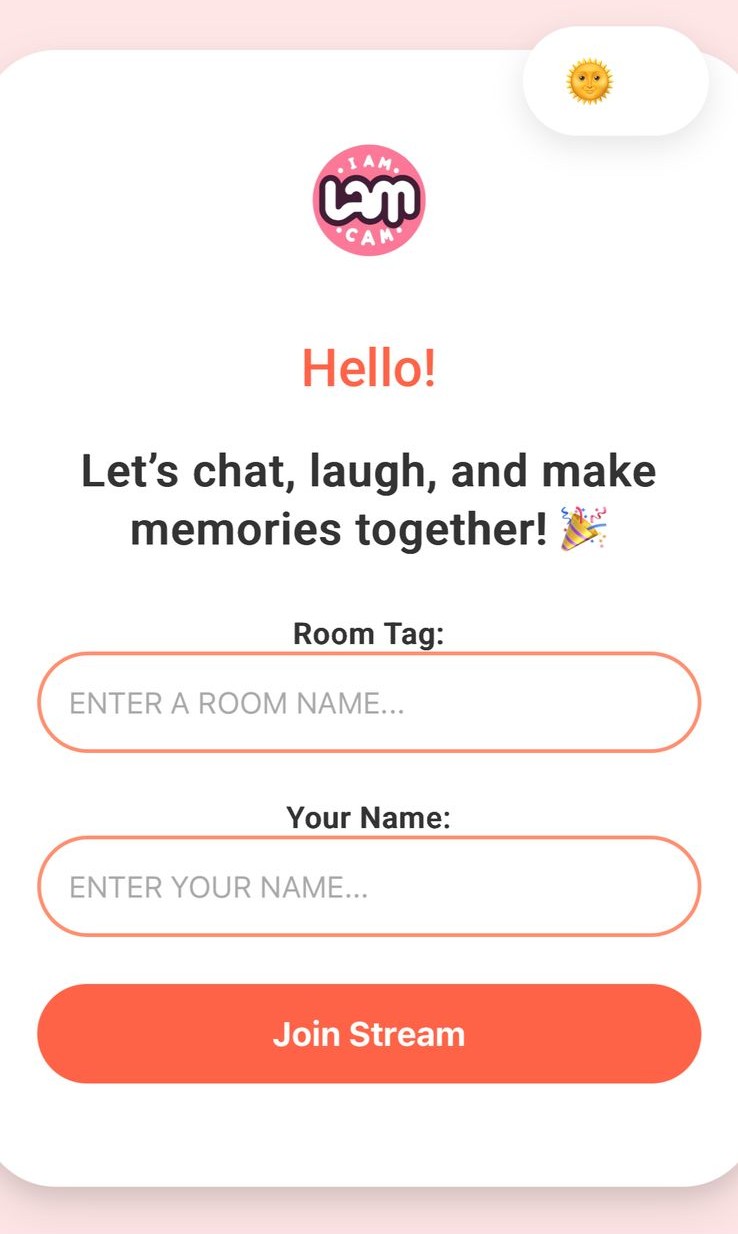 I AM
Lam
CAM
Hello!
Let’s chat, laugh, and make
memories together! 🎉
Room Tag:
ENTER A ROOM NAME...
Your Name:
ENTER YOUR NAME...
Join Stream